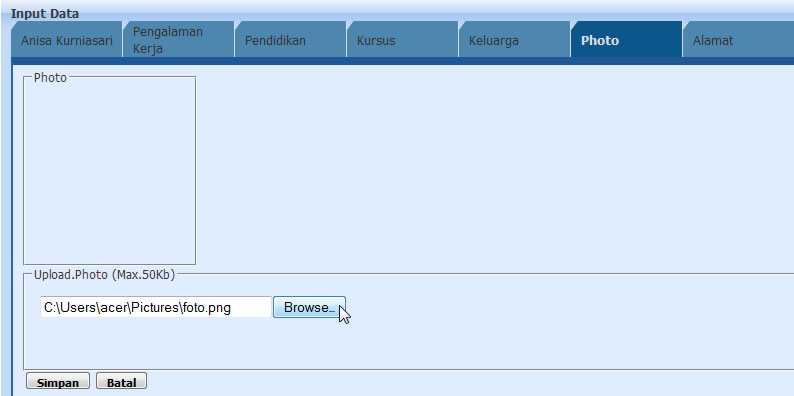 Input Data
Anisa Kurniasari
Pengalaman
Kerja
Pendidikan
Kursus
Keluarga
Photo
Alamat
Photo
Upload.Photo (Max.50Kb)
C:\Users\acer\Pictures\foto.png
Browse...
Simpan
Batal